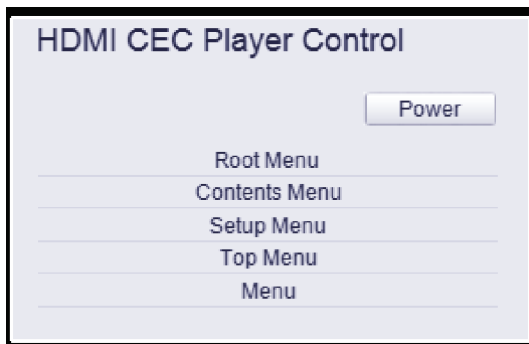 HDMI CEC Player Control
Power
Root Menu
Contents Menu
Setup Menu
Top Menu
Menu